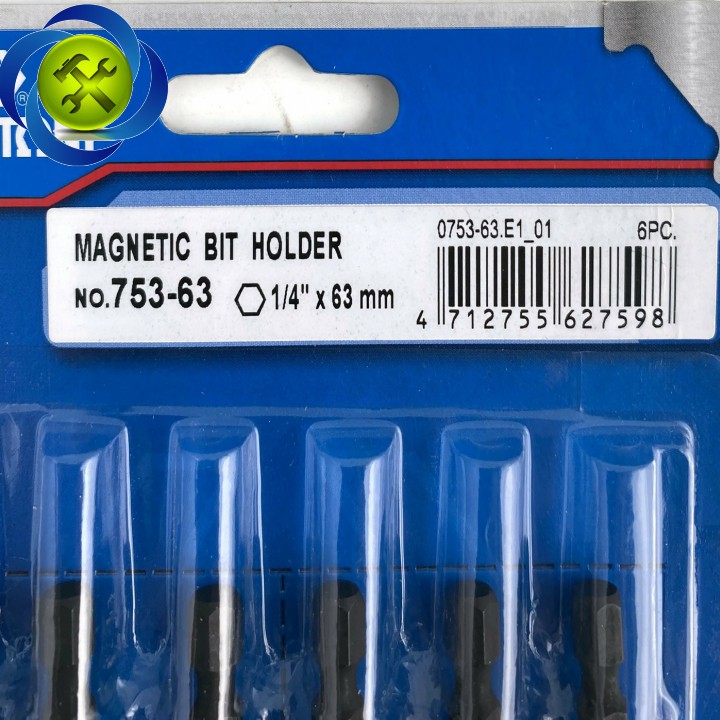 ®
MAGNETIC BIT HOLDER
NO.753-63 1/4" x 63 mm
0753-63.E1_01 6PC.
4 712755 627598